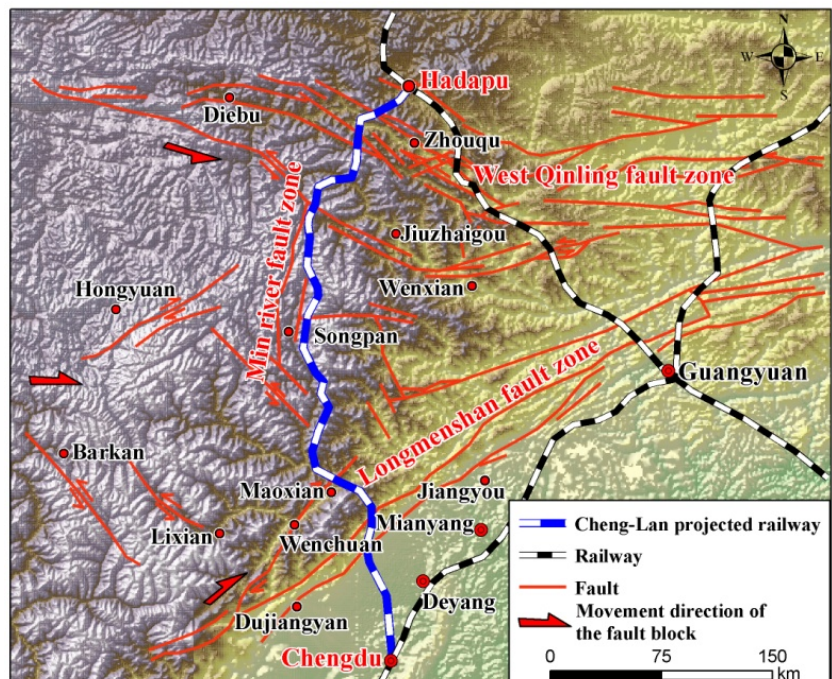 N
W E
S
Hadapu
Diebu
Zhouqu
West Qinling fault zone
Min river fault zone
Jiuzhaigou
Hongyuan
Wenxian
Songpan
Guangyuan
Longmenshan fault zone
Barkan
Maoxian
Jiangyou
Lixian
Wenchuan
Mianyang
Deyang
Dujiangyan
Chengdu
Cheng-Lan projected railway
Railway
Fault
Movement direction of
the fault block
0 75 150
km